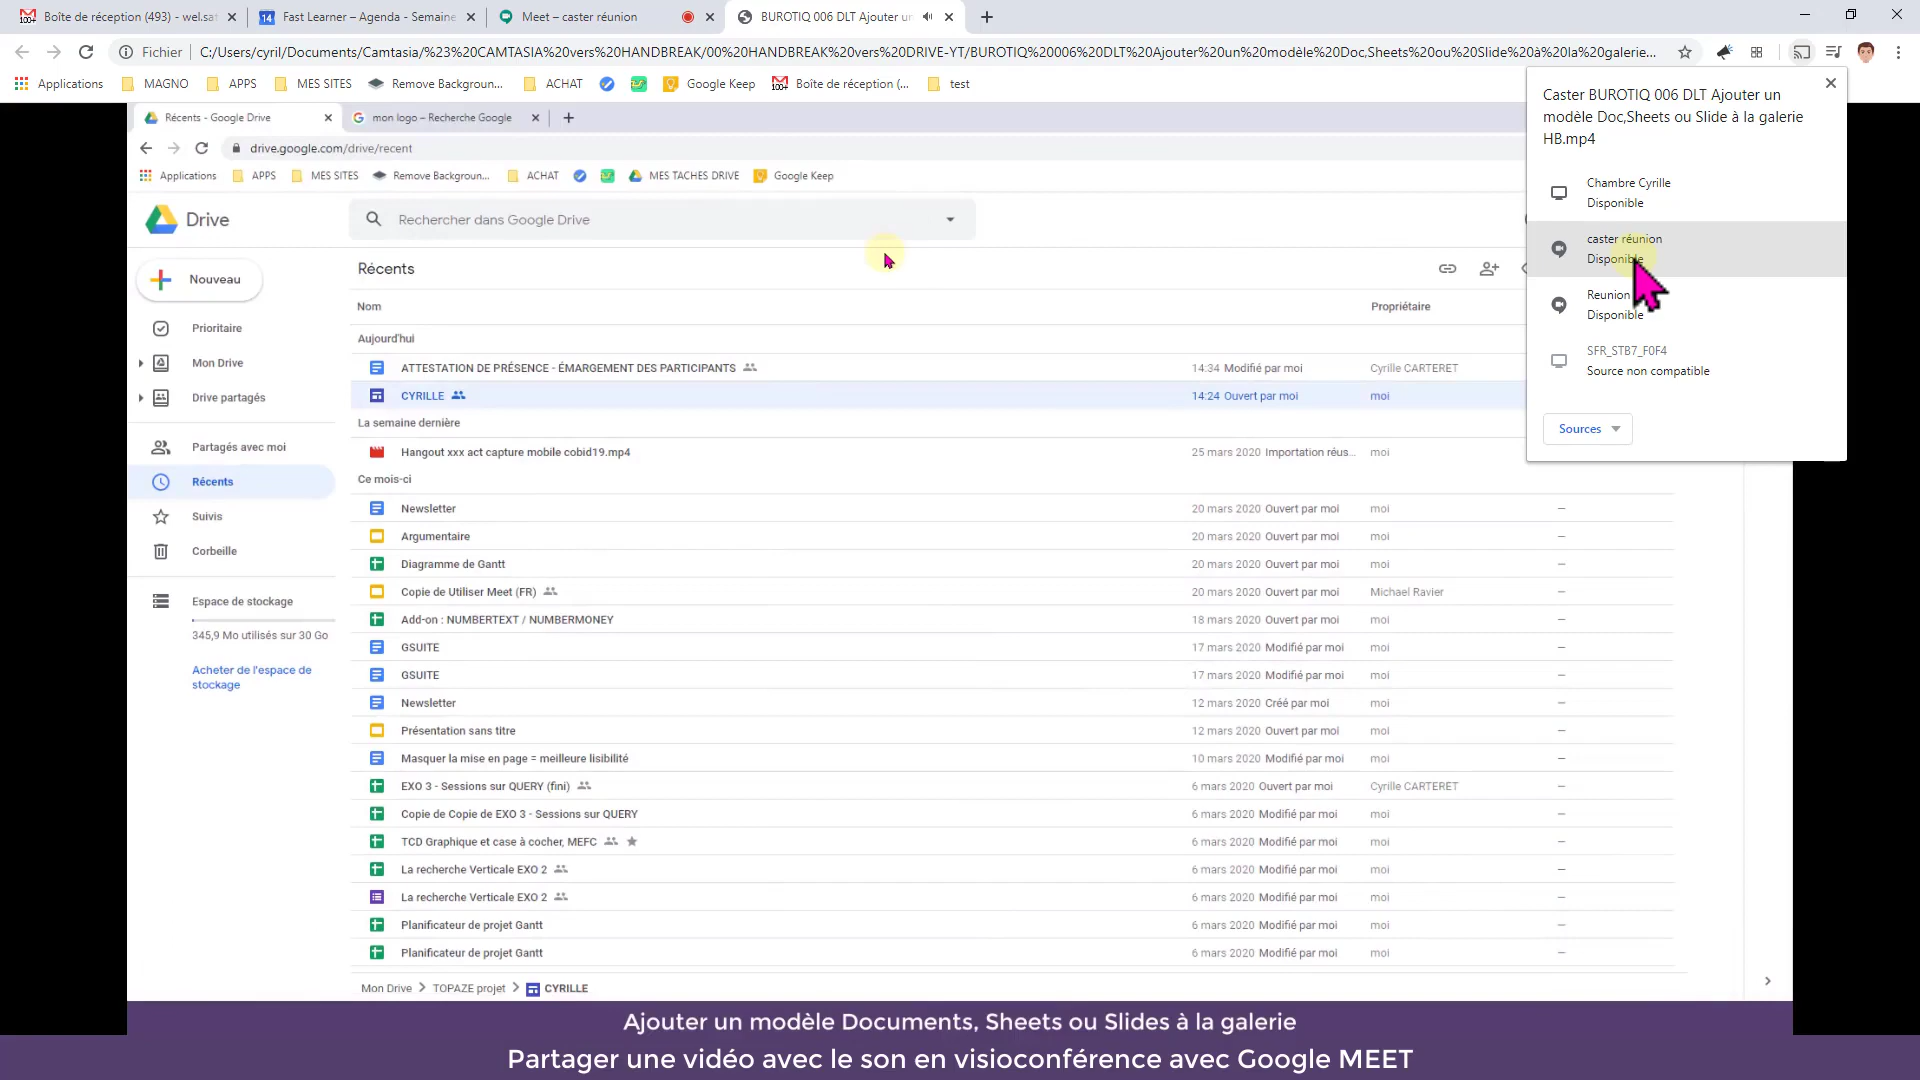 Boîte de réception (493) - wel.sat
Fast Learner – Agenda - Semaine
Meet – caster réunion
BUROTIQ 006 DLT Ajouter un
Fichier
C:/Users/cyril/Documents/Camtasia/%23%20CAMTASIA%20vers%20HANDBREAK/00%20HANDBREAK%20vers%20DRIVE-YT/BUROTIQ%20006%20DLT%20Ajouter%20un%20modèle%20Doc,Sheets%20ou%20Slide%20à%20la%20galerie...
Applications
MAGNO
APPS
MES SITES
Remove Backgroun...
ACHAT
Google Keep
Boîte de réception (...
test
Récents - Google Drive
mon logo – Recherche Google
drive.google.com/drive/recent
Applications
APPS
MES SITES
Remove Backgroun...
ACHAT
MES TACHES DRIVE
Google Keep
Drive
Rechercher dans Google Drive
Nouveau
Prioritaire
Mon Drive
Drive partagés
Partagés avec moi
Récents
Suivis
Corbeille
Espace de stockage
345,9 Mo utilisés sur 30 Go
Acheter de l'espace de
stockage
Récents
Nom
Propriétaire
Aujourd'hui
ATTESTATION DE PRÉSENCE - ÉMARGEMENT DES PARTICIPANTS 14:34 Modifié par moi Cyrille CARTERET
CYRILLE 14:24 Ouvert par moi moi
La semaine dernière
Hangout xxx act capture mobile cobid19.mp4 25 mars 2020 Importation réus... moi
Ce mois-ci
Newsletter 20 mars 2020 Ouvert par moi moi –
Argumentaire 20 mars 2020 Ouvert par moi moi –
Diagramme de Gantt 20 mars 2020 Ouvert par moi moi –
Copie de Utiliser Meet (FR) 20 mars 2020 Ouvert par moi Michael Ravier –
Add-on : NUMBERTEXT / NUMBERMONEY 18 mars 2020 Ouvert par moi moi –
GSUITE 17 mars 2020 Modifié par moi moi –
GSUITE 17 mars 2020 Modifié par moi moi –
Newsletter 12 mars 2020 Créé par moi moi –
Présentation sans titre 12 mars 2020 Ouvert par moi moi –
Masquer la mise en page = meilleure lisibilité 10 mars 2020 Modifié par moi moi –
EXO 3 - Sessions sur QUERY (fini) 6 mars 2020 Ouvert par moi Cyrille CARTERET –
Copie de Copie de EXO 3 - Sessions sur QUERY 6 mars 2020 Modifié par moi moi –
TCD Graphique et case à cocher, MEFC 6 mars 2020 Modifié par moi moi –
La recherche Verticale EXO 2 6 mars 2020 Modifié par moi moi –
La recherche Verticale EXO 2 6 mars 2020 Modifié par moi moi –
Planificateur de projet Gantt 6 mars 2020 Modifié par moi moi –
Planificateur de projet Gantt 6 mars 2020 Modifié par moi moi –
Mon Drive > TOPAZE projet > CYRILLE
Caster BUROTIQ 006 DLT Ajouter un
modèle Doc,Sheets ou Slide à la galerie
HB.mp4
Chambre Cyrille
Disponible
caster réunion
Disponible
Reunion
Disponible
SFR_STB7_F0F4
Source non compatible
Sources
Ajouter un modèle Documents, Sheets ou Slides à la galerie
Partager une vidéo avec le son en visioconférence avec Google MEET